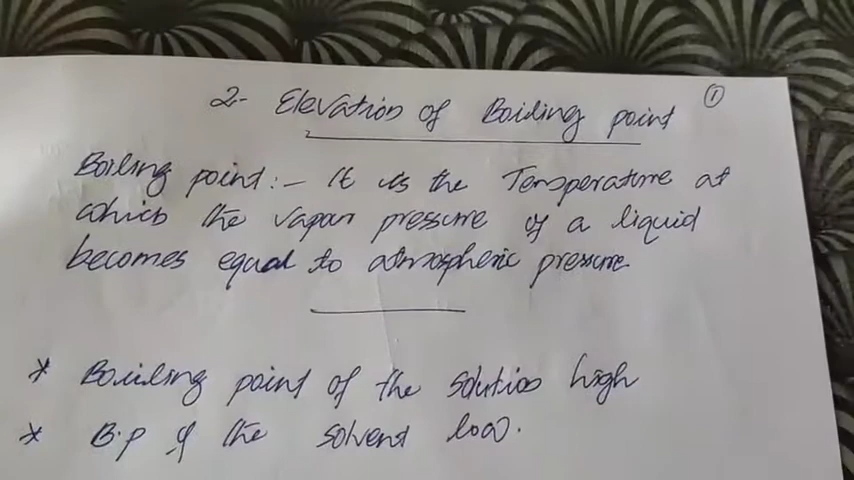 2- Elevation of Boiling point ①
Boiling point :- It is the Temperature at
which the vapour pressure of a liquid
becomes equal to atmospheric pressure.
* Boiling point of the solution high
* B.p of the solvent low.